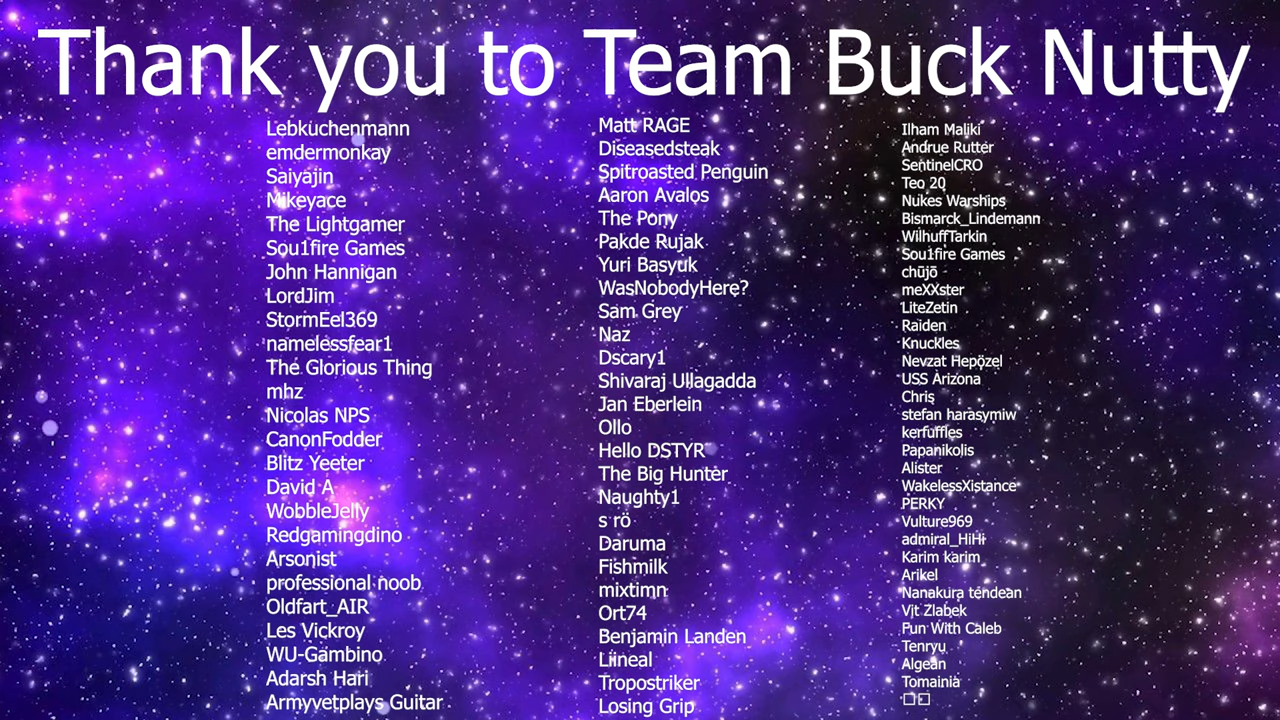 Thank you to Team Buck Nutty
Lebkuchenmann
emdermonkay
Saiyajin
Mikeyace
The Lightgamer
Sou1fire Games
John Hannigan
LordJim
StormEel369
namelessfear1
The Glorious Thing
mhz
Nicolas NPS
CanonFodder
Blitz Yeeter
David A
WobbleJelly
Redgamingdino
Arsonist
professional noob
Oldfart_AIR
Les Vickroy
WU-Gambino
Adarsh Hari
Armyvetplays Guitar
Matt RAGE
Diseasedsteak
Spitroasted Penguin
Aaron Avalos
The Pony
Pakde Rujak
Yuri Basyuk
WasNobodyHere?
Sam Grey
Naz
Dscary1
Shivaraj Ullagadda
Jan Eberlein
Ollo
Hello DSTYR
The Big Hunter
Naughty1
s rö
Daruma
Fishmilk
mixtimn
Ort74
Benjamin Landen
Liineal
Tropostriker
Losing Grip
Ilham Maliki
Andrue Rutter
SentinelCRO
Teo 20
Nukes Warships
Bismarck_Lindemann
WilhuffTarkin
Sou1fire Games
chūjō
meXXster
LiteZetin
Raiden
Knuckles
Nevzat Hepözel
USS Arizona
Chris
stefan harasymiw
kerfuffles
Papanikolis
Alister
WakelessXistance
PERKY
Vulture969
admiral_HiHi
Karim karim
Arikel
Nanakura tendean
Vit Zlabek
Fun With Caleb
Tenryu
Algean
Tomainia